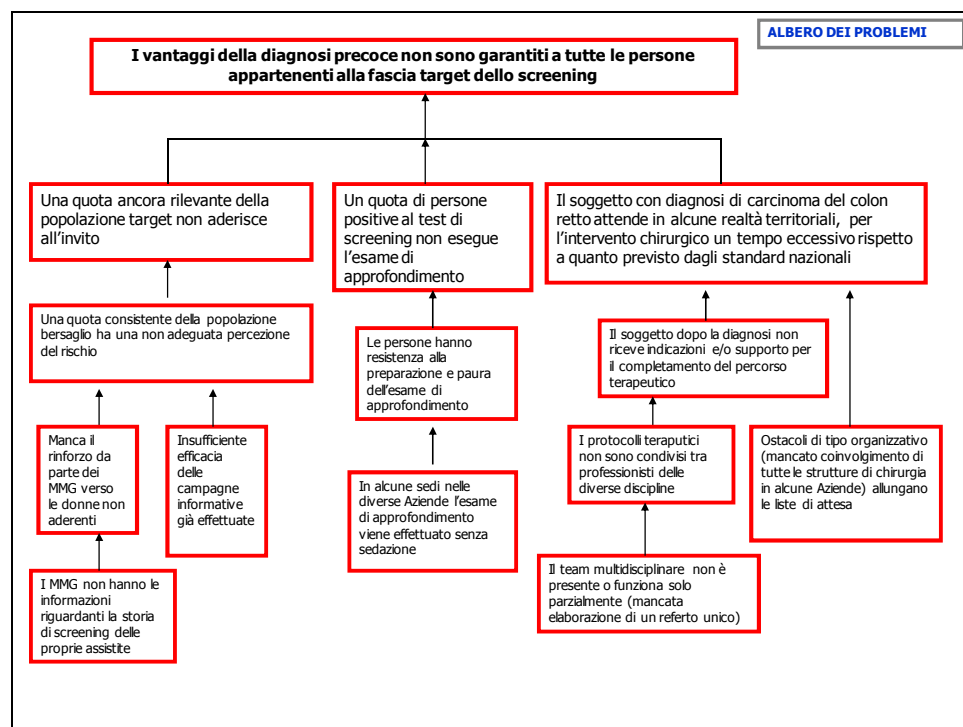 ALBERO DEI PROBLEMI
I vantaggi della diagnosi precoce non sono garantiti a tutte le persone
appartenenti alla fascia target dello screening
Una quota ancora rilevante della
popolazione target non aderisce
all'invito
Un quota di persone
positive al test di
screening non esegue
l'esame di
approfondimento
Il soggetto con diagnosi di carcinoma del colon
retto attende in alcune realtà territoriali, per
l'intervento chirurgico un tempo eccessivo rispetto
a quanto previsto dagli standard nazionali
Una quota consistente della popolazione
bersaglio ha una non adeguata percezione
del rischio
Le persone hanno
resistenza alla
preparazione e paura
dell'esame di
approfondimento
Il soggetto dopo la diagnosi non
riceve indicazioni e/o supporto per
il completamento del percorso
terapeutico
Manca il
rinforzo da
parte dei
MMG verso
le donne non
aderenti
Insufficiente
efficacia
delle
campagne
informative
già effettuate
In alcune sedi nelle
diverse Aziende l'esame
di approfondimento
viene effettuato senza
sedazione
I protocolli teraputici
non sono condivisi tra
professionisti delle
diverse discipline
Ostacoli di tipo organizzativo
(mancato coinvolgimento di
tutte le strutture di chirurgia
in alcune Aziende) allungano
le liste di attesa
I MMG non hanno le
informazioni
riguardanti la storia
di screening delle
proprie assistite
Il team multidisciplinare non è
presente o funziona solo
parzialmente (mancata
elaborazione di un referto unico)